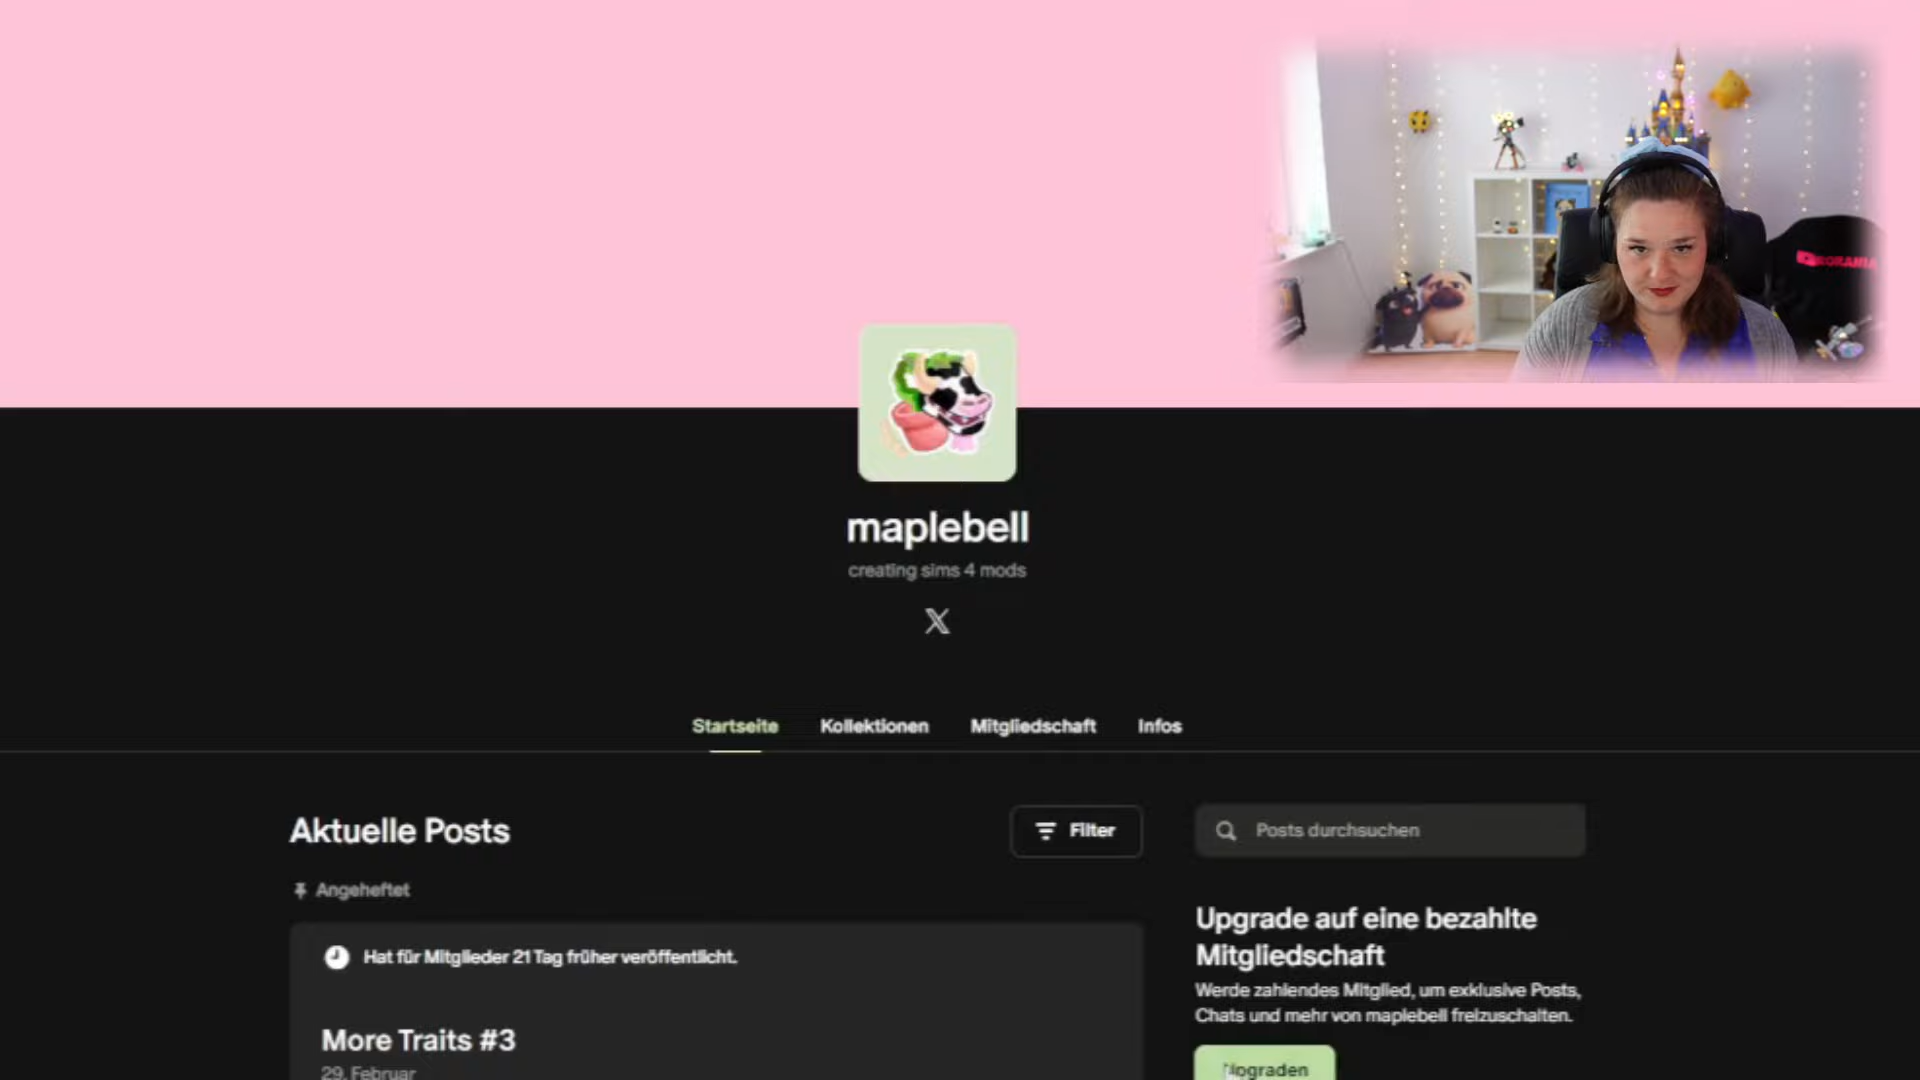 maplebell
creating sims 4 mods
Startseite
Kollektionen
Mitgliedschaft
Infos
Aktuelle Posts
Filter
Posts durchsuchen
Angeheftet
Hat für Mitglieder 21 Tag früher veröffentlicht.
More Traits #3
29. Februar
Upgrade auf eine bezahlte
Mitgliedschaft
Werde zahlendes Mitglied, um exklusive Posts,
Chats und mehr von maplebell freizuschalten.
Upgraden